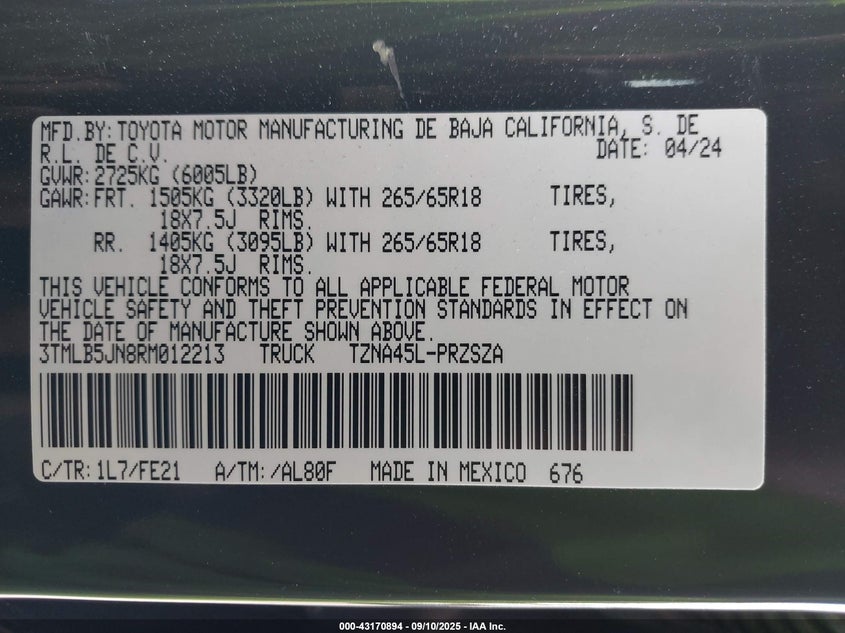 MFD.BY:TOYOTA MOTOR MANUFACTURING DE BAJA CALIFORNIA, S. DE
R.L. DE C.V. DATE: 04/24
GVWR:2725KG (6005LB)
GAWR:FRT. 1505KG (3320LB) WITH 265/65R18 TIRES,
18X7.5J RIMS.
RR. 1405KG (3095LB) WITH 265/65R18 TIRES,
18X7.5J RIMS.
THIS VEHICLE CONFORMS TO ALL APPLICABLE FEDERAL MOTOR
VEHICLE SAFETY AND THEFT PREVENTION STANDARDS IN EFFECT ON
THE DATE OF MANUFACTURE SHOWN ABOVE.
3TMLB5JN8RM012213 TRUCK TZNA45L-PRZSZA
C/TR:1L7/FE21 A/TM:/AL80F MADE IN MEXICO 676
000-43170894 - 09/10/2025 - IAA Inc.